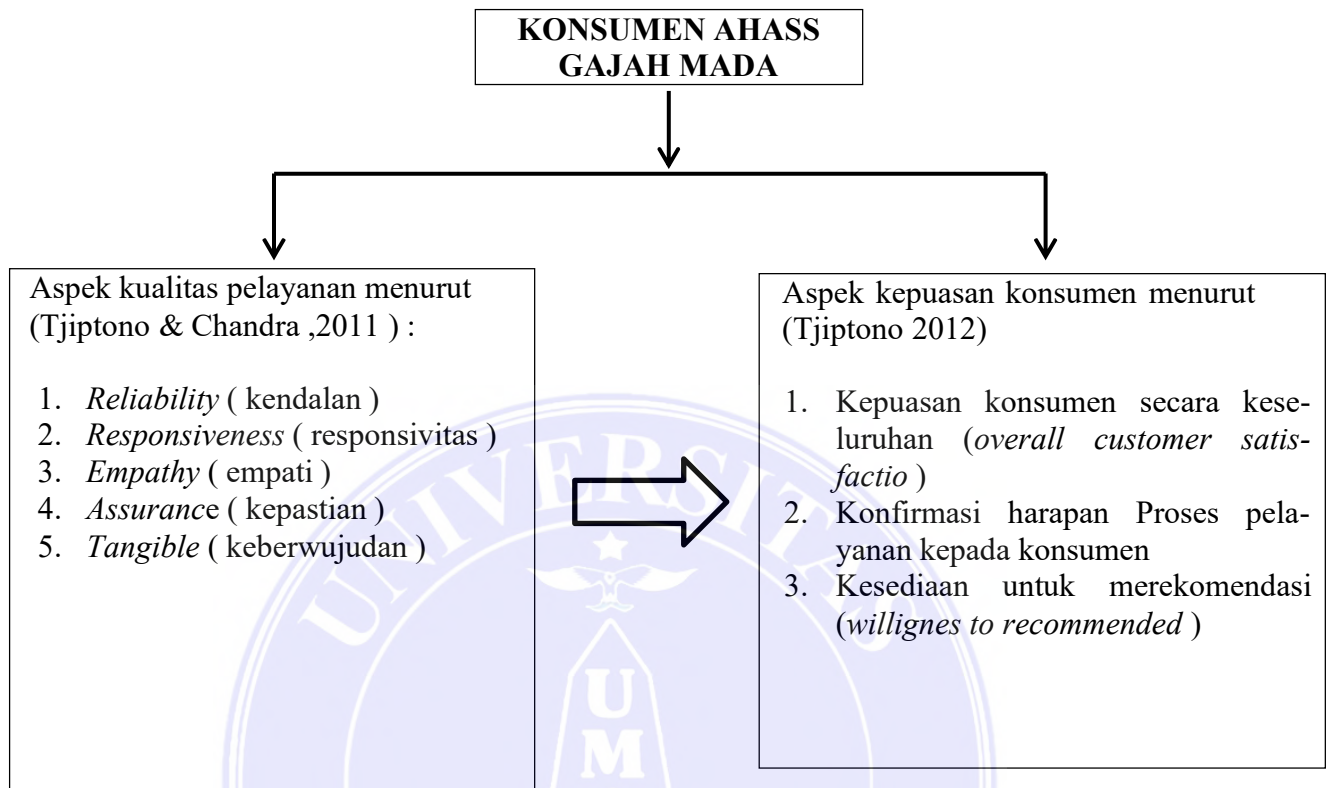 KONSUMEN AHASS
GAJAH MADA
Aspek kualitas pelayanan menurut
(Tjiptono & Chandra ,2011 ) :
1. Reliability ( kendalan )
2. Responsiveness ( responsivitas )
3. Empathy ( empati )
4. Assurance ( kepastian )
5. Tangible ( keberwujudan )
Aspek kepuasan konsumen menurut
(Tjiptono 2012)
1. Kepuasan konsumen secara kese-
luruhan (overall customer satis-
factio )
2. Konfirmasi harapan Proses pela-
yanan kepada konsumen
3. Kesediaan untuk merekomendasi
(willignes to recommended )
UNIVERSITAS
U
M